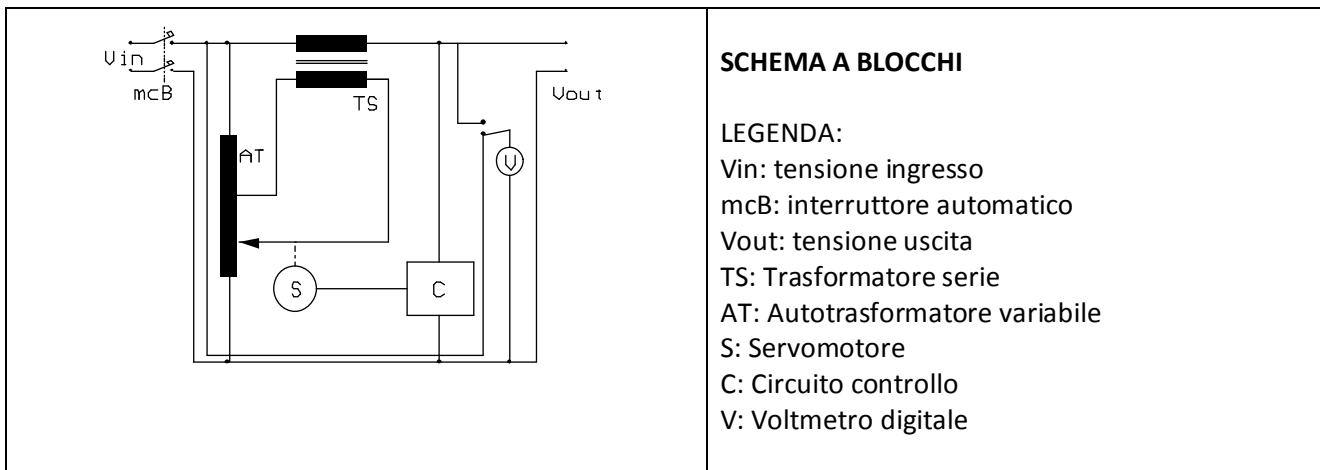 Vin
mcB
TS
Vout
AT
V
S
C
SCHEMA A BLOCCHI
LEGENDA:
Vin: tensione ingresso
mcB: interruttore automatico
Vout: tensione uscita
TS: Trasformatore serie
AT: Autotrasformatore variabile
S: Servomotore
C: Circuito controllo
V: Voltmetro digitale